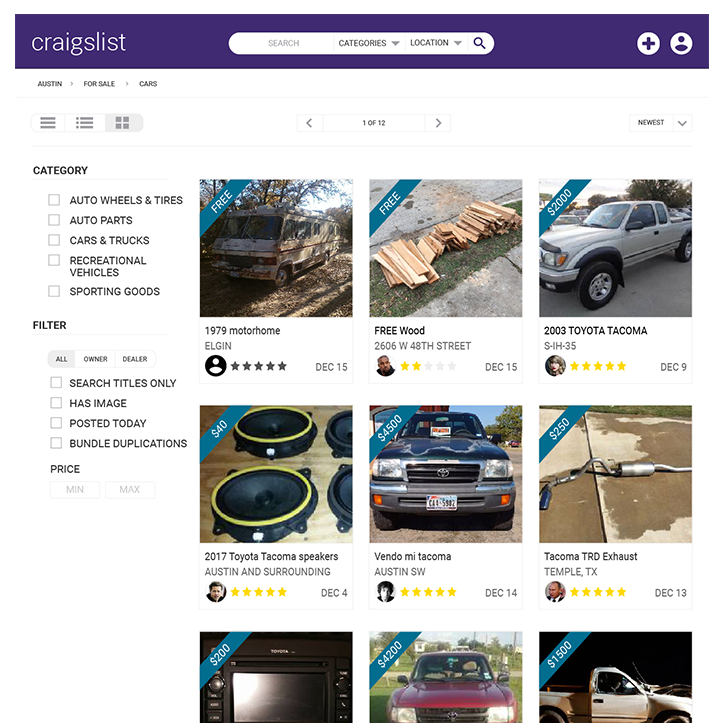 craigslist
SEARCH
CATEGORIES
LOCATION
AUSTIN > FOR SALE > CARS
1 OF 12
NEWEST
CATEGORY
AUTO WHEELS & TIRES
AUTO PARTS
CARS & TRUCKS
RECREATIONAL
VEHICLES
SPORTING GOODS
FILTER
ALL OWNER DEALER
SEARCH TITLES ONLY
HAS IMAGE
POSTED TODAY
BUNDLE DUPLICATIONS
PRICE
MIN MAX
FREE
1979 motorhome
ELGIN
DEC 15
FREE
FREE Wood
2606 W 48TH STREET
DEC 15
$2000
2003 TOYOTA TACOMA
S-IH-35
DEC 9
$40
2017 Toyota Tacoma speakers
AUSTIN AND SURROUNDING
DEC 4
$4500
Vendo mi tacoma
AUSTIN SW
DEC 14
$250
Tacoma TRD Exhaust
TEMPLE, TX
DEC 13
$200
TOYOTA
$4200
$1500